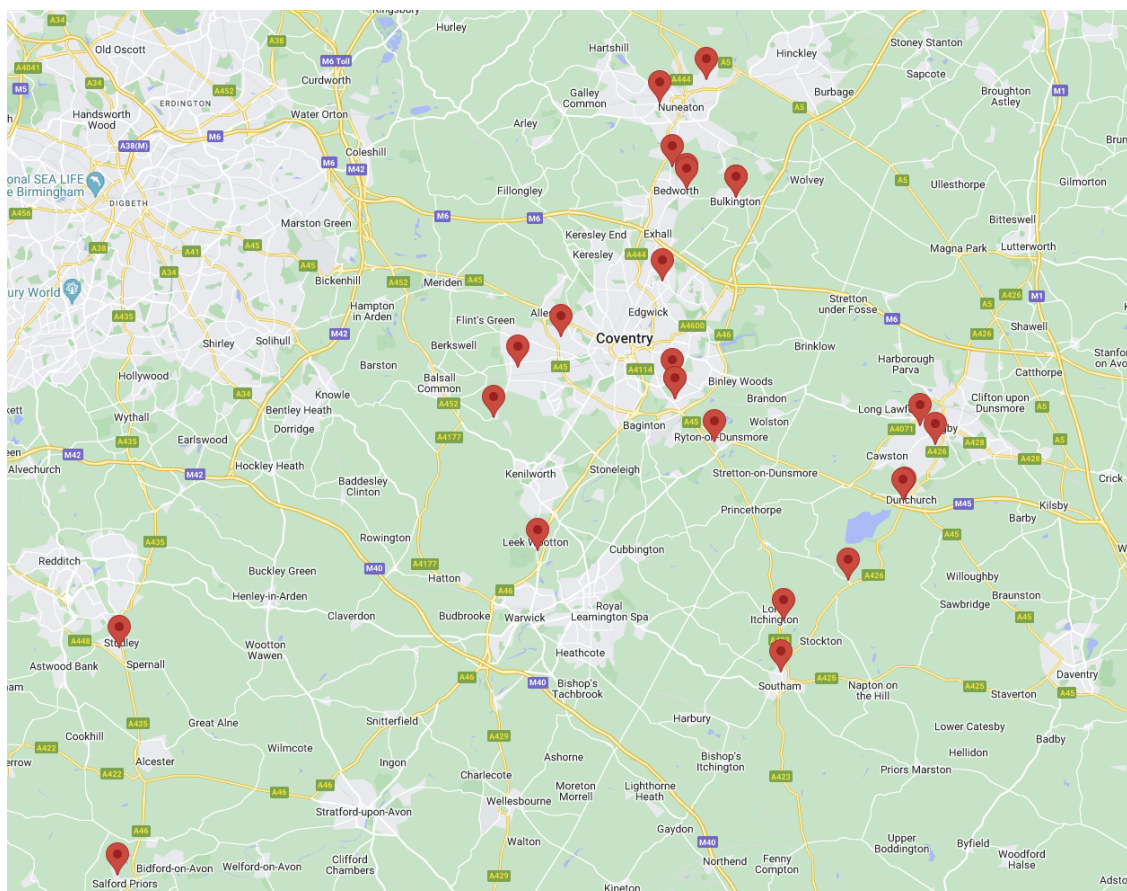 Kingsbury
A34
Old Oscott
A38
Hurley
Hartshill
Hinckley
Stoney Stanton
A4041
M6 Toll
A5
Sapcote
M5
A34
ERDINGTON
A452
Curdworth
A444
Galley
Common
Nuneaton
A5
Burbage
Broughton
Astley
M1
Handsworth
Wood
Water Orton
M6
A38(M)
Arley
Coleshill
M6
M42
SEA LIFE
Birmingham
DIGBETH
Fillongley
Bedworth
Bulkington
Wolvey
A5
Ullesthorpe
Gilmorton
A456
Marston Green
M6
M6
Bitteswell
A38
A41
A45
Keresley End
Exhall
Keresley
A444
Magna Park
Lutterworth
A34
A45
Bickenhill
A452
Meriden
A45
A5
A426
M1
World
A435
Hampton
in Arden
Stretton
under Fosse
M6
Flint's Green
Edgwick
A4600
A46
A426
Shawell
M42
Shirley
Solihull
Berkswell
Coventry
Brinklow
Harborough
Parva
Catthorpe
Hollywood
Barston
Balsall
Common
A45
A4114
Binley Woods
Knowle
A34
A452
Brandon
Clifton upon
Dunsmore
A5
Wythall
Bentley Heath
Dorridge
Wolston
A435
Earlswood
A4177
Baginton
A45
Ryton-on-Dunsmore
A4071
A426
A428
M42
M42
Hockley Heath
Cawston
A428
Alvechurch
Kenilworth
Stoneleigh
Stretton-on-Dunsmore
Crick
Baddesley
Clinton
Dunchurch
M45
Kilsby
Princethorpe
Barby
A435
Rowington
Leek Wootton
Cubbington
Redditch
M40
A4177
Hatton
A426
Willoughby
Buckley Green
Henley-in-Arden
A46
Royal
Leamington Spa
Braunston
Claverdon
Budbrooke
Warwick
Itchington
Sawbridge
A45
A448
Studley
Wootton
Wawen
Stockton
Heathcote
Astwood Bank
Spernall
A46
M40
Bishop's
Tachbrook
Southam
A425
Napton on
the Hill
A425
Staverton
Daventry
A45
A435
Great Alne
Snitterfield
Harbury
Lower Catesby
Badby
Cookhill
A422
Wilmcote
A429
Alcester
Ingon
Ashorne
Bishop's
Itchington
Hellidon
A422
Charlecote
A423
Priors Marston
A46
A46
Moreton
Morrell
Lighthorne
Heath
Wellesbourne
Stratford-upon-Avon
A46
Gaydon
M40
Upper
Boddington
Byfield
Walton
Woodford
Halse
Salford Priors
Bidford-on-Avon
Welford-on-Avon
Clifford
Chambers
Northend
Fenny
Compton
A429
Kineton